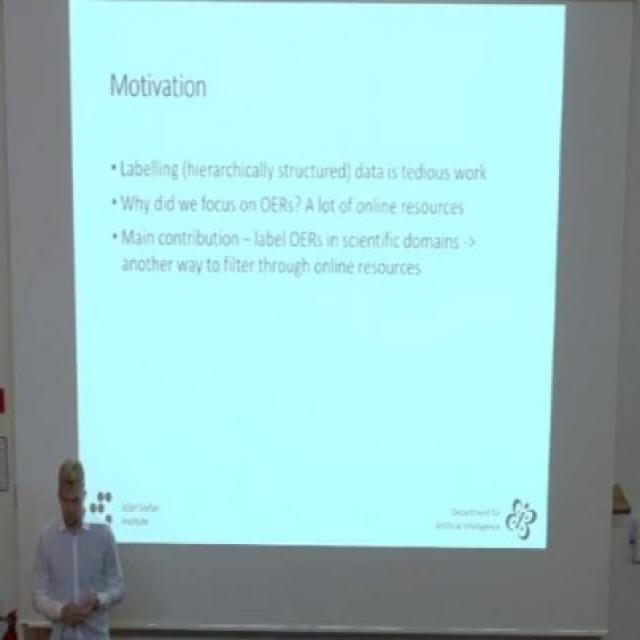 Motivation
• Labelling (hierarchically structured) data is tedious work
• Why did we focus on OERs? A lot of online resources
• Main contribution – label OERs in scientific domains ->
another way to filter through online resources
Jožef Stefan
Institute
Department for
Artificial Intelligence